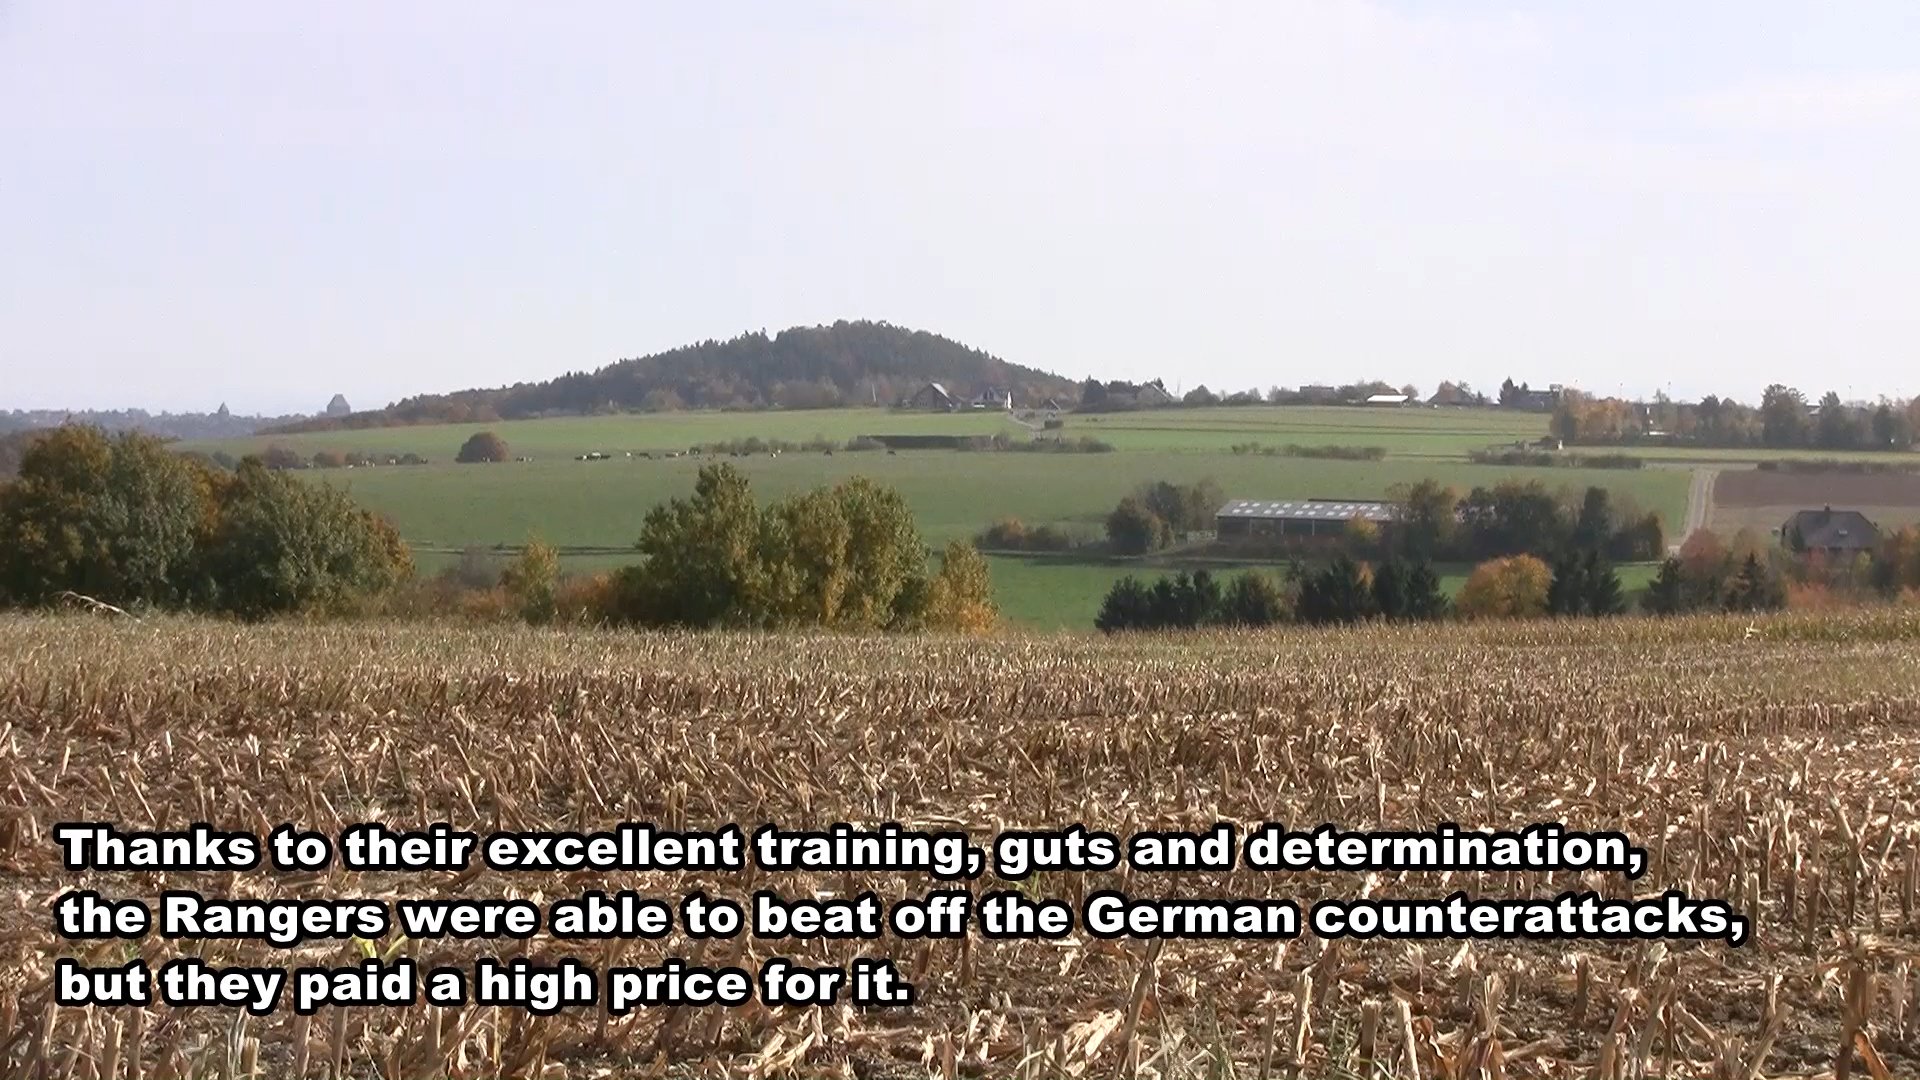 Thanks to their excellent training, guts and determination,
the Rangers were able to beat off the German counterattacks,
but they paid a high price for it.